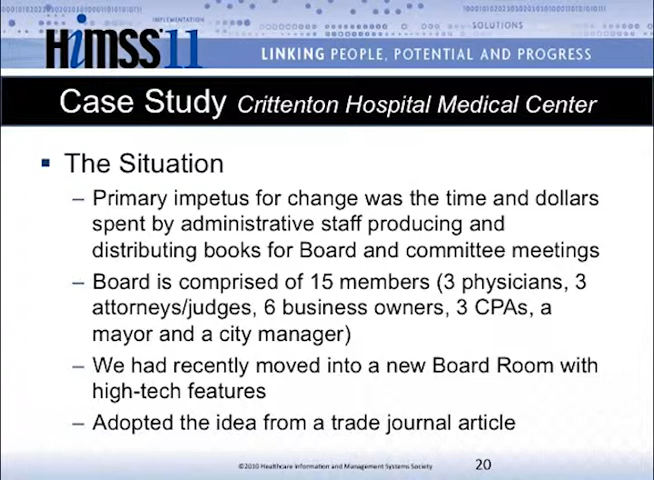 IMPLEMENTATION
SOLUTIONS
HiMSS11 LINKING PEOPLE, POTENTIAL AND PROGRESS
Case Study Crittenton Hospital Medical Center
▪ The Situation
– Primary impetus for change was the time and dollars
spent by administrative staff producing and
distributing books for Board and committee meetings
– Board is comprised of 15 members (3 physicians, 3
attorneys/judges, 6 business owners, 3 CPAs, a
mayor and a city manager)
– We had recently moved into a new Board Room with
high-tech features
– Adopted the idea from a trade journal article
©2010 Healthcare Information and Management Systems Society 20